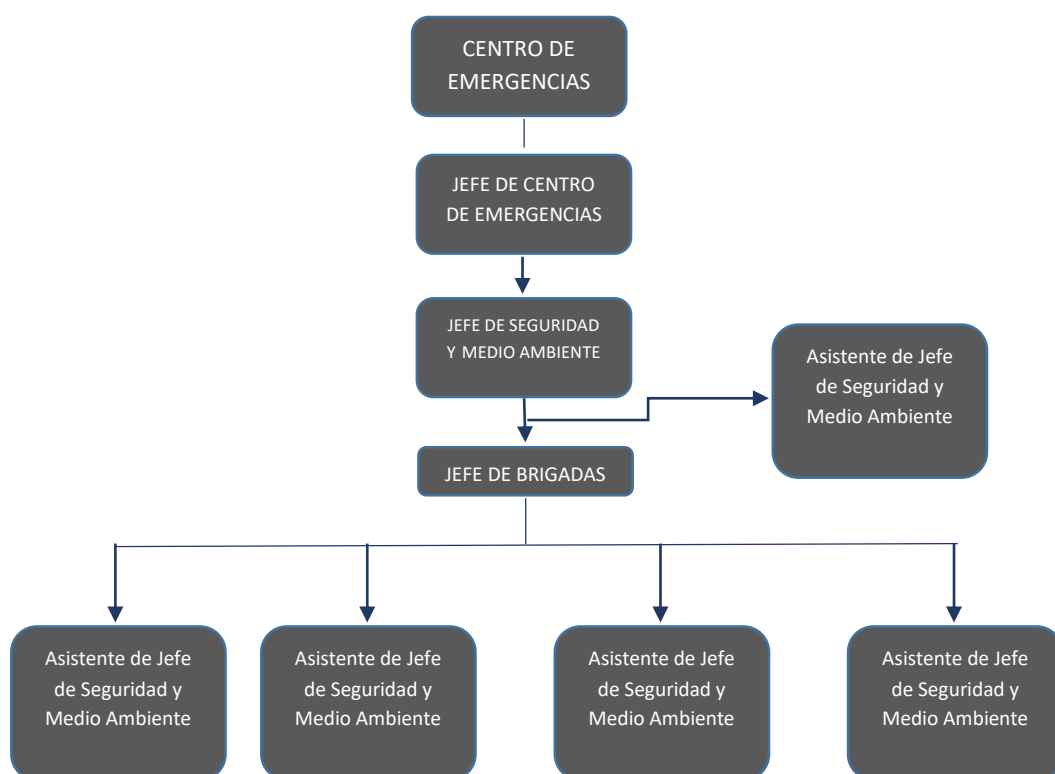 CENTRO DE
EMERGENCIAS
JEFE DE CENTRO
DE EMERGENCIAS
JEFE DE SEGURIDAD
Y MEDIO AMBIENTE
Asistente de Jefe
de Seguridad y
Medio Ambiente
JEFE DE BRIGADAS
Asistente de Jefe
de Seguridad y
Medio Ambiente
Asistente de Jefe
de Seguridad y
Medio Ambiente
Asistente de Jefe
de Seguridad y
Medio Ambiente
Asistente de Jefe
de Seguridad y
Medio Ambiente